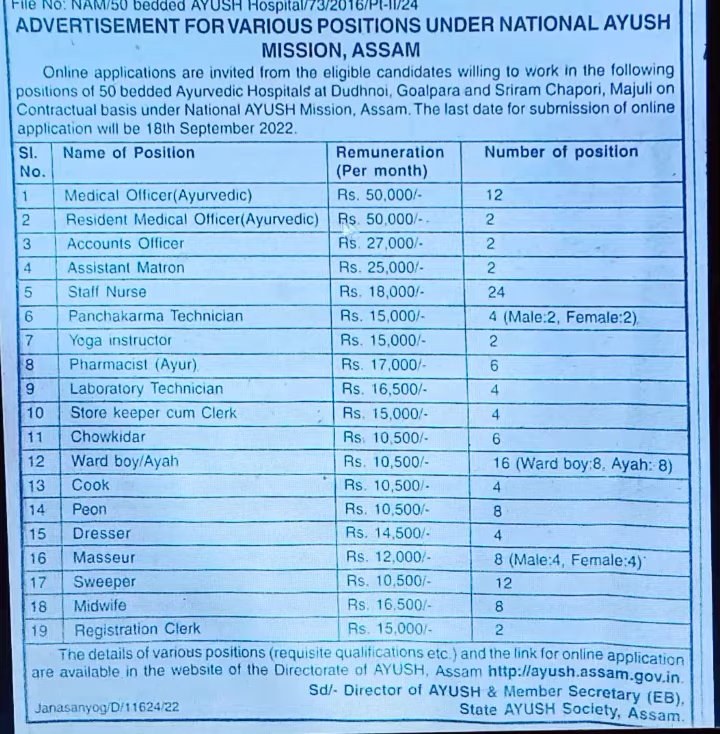 File No: NAM/50 bedded AYUSH Hospital/73/2016/Pt-II/24
ADVERTISEMENT FOR VARIOUS POSITIONS UNDER NATIONAL AYUSH
MISSION, ASSAM
Online applications are invited from the eligible candidates willing to work in the following
positions of 50 bedded Ayurvedic Hospitals at Dudhnoi, Goalpara and Sriram Chapori, Majuli on
Contractual basis under National AYUSH Mission, Assam. The last date for submission of online
application will be 18th September 2022.
Sl. No. Name of Position Remuneration (Per month) Number of position
1 Medical Officer(Ayurvedic) Rs. 50,000/- 12
2 Resident Medical Officer(Ayurvedic) Rs. 50,000/- 2
3 Accounts Officer Rs. 27,000/- 2
4 Assistant Matron Rs. 25,000/- 2
5 Staff Nurse Rs. 18,000/- 24
6 Panchakarma Technician Rs. 15,000/- 4 (Male:2, Female:2)
7 Yoga instructor Rs. 15,000/- 2
8 Pharmacist (Ayur) Rs. 17,000/- 6
9 Laboratory Technician Rs. 16,500/- 4
10 Store keeper cum Clerk Rs. 15,000/- 4
11 Chowkidar Rs. 10,500/- 6
12 Ward boy/Ayah Rs. 10,500/- 16 (Ward boy:8, Ayah: 8)
13 Cook Rs. 10,500/- 4
14 Peon Rs. 10,500/- 8
15 Dresser Rs. 14,500/- 4
16 Masseur Rs. 12,000/- 8 (Male:4, Female:4)
17 Sweeper Rs. 10,500/- 12
18 Midwife Rs. 16,500/- 8
19 Registration Clerk Rs. 15,000/- 2
The details of various positions (requisite qualifications etc.) and the link for online application
are available in the website of the Directorate of AYUSH, Assam http://ayush.assam.gov.in.
Sd/- Director of AYUSH & Member Secretary (EB),
State AYUSH Society, Assam.
Janasanyog/D/11624/22